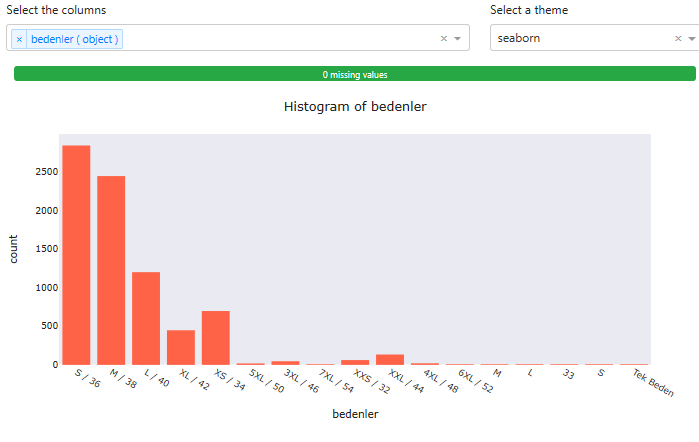 Select the columns
Select a theme
× bedenler ( object )
seaborn
0 missing values
Histogram of bedenler
count
2500
2000
1500
1000
500
0
S / 36
M / 38
L / 40
XL / 42
XS / 34
5XL / 50
3XL / 46
7XL / 54
XXS / 32
XXL / 44
4XL / 48
6XL / 52
M
L
33
S
Tek Beden
bedenler